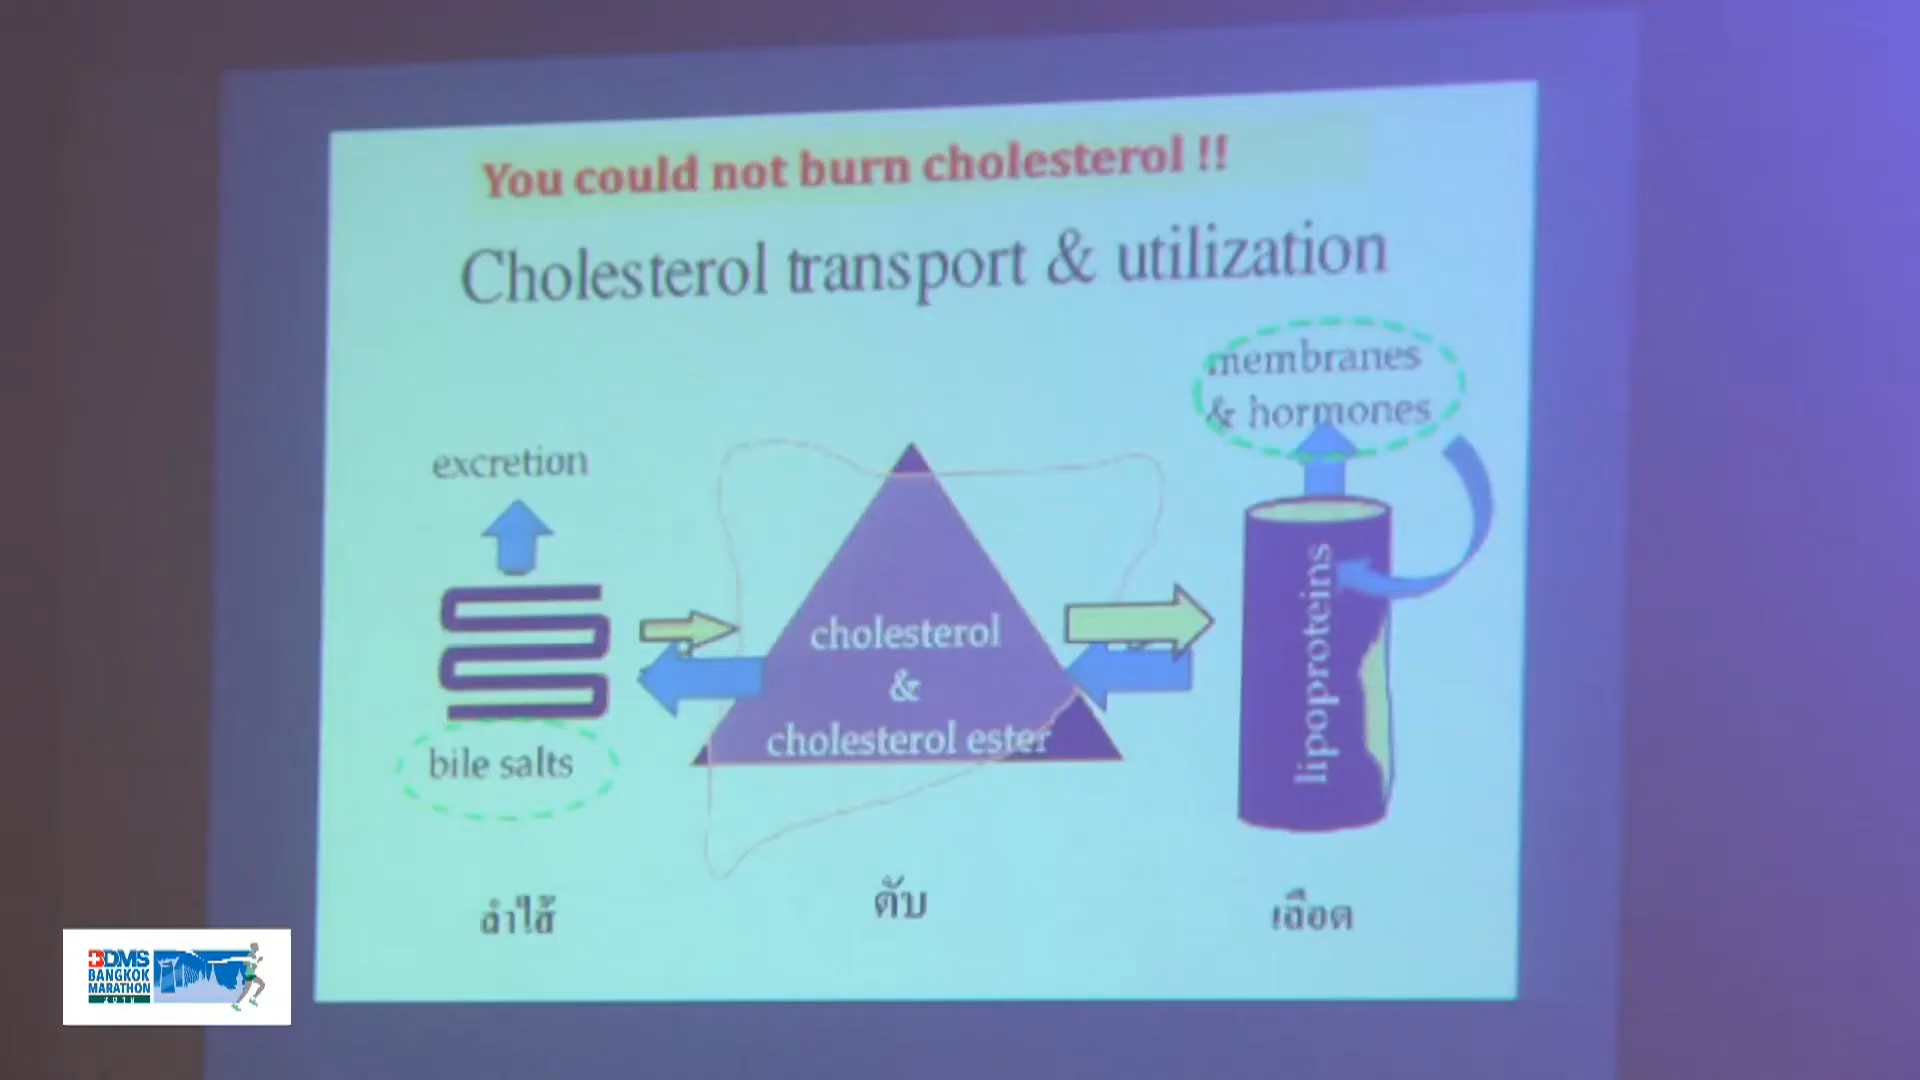 You could not burn cholesterol !!
Cholesterol transport & utilization
membranes
& hormones
excretion
lipoproteins
cholesterol
&
cholesterol ester
bile salts
ลำไส้
ตับ
เลือด
BDMS
BANGKOK
MARATHON